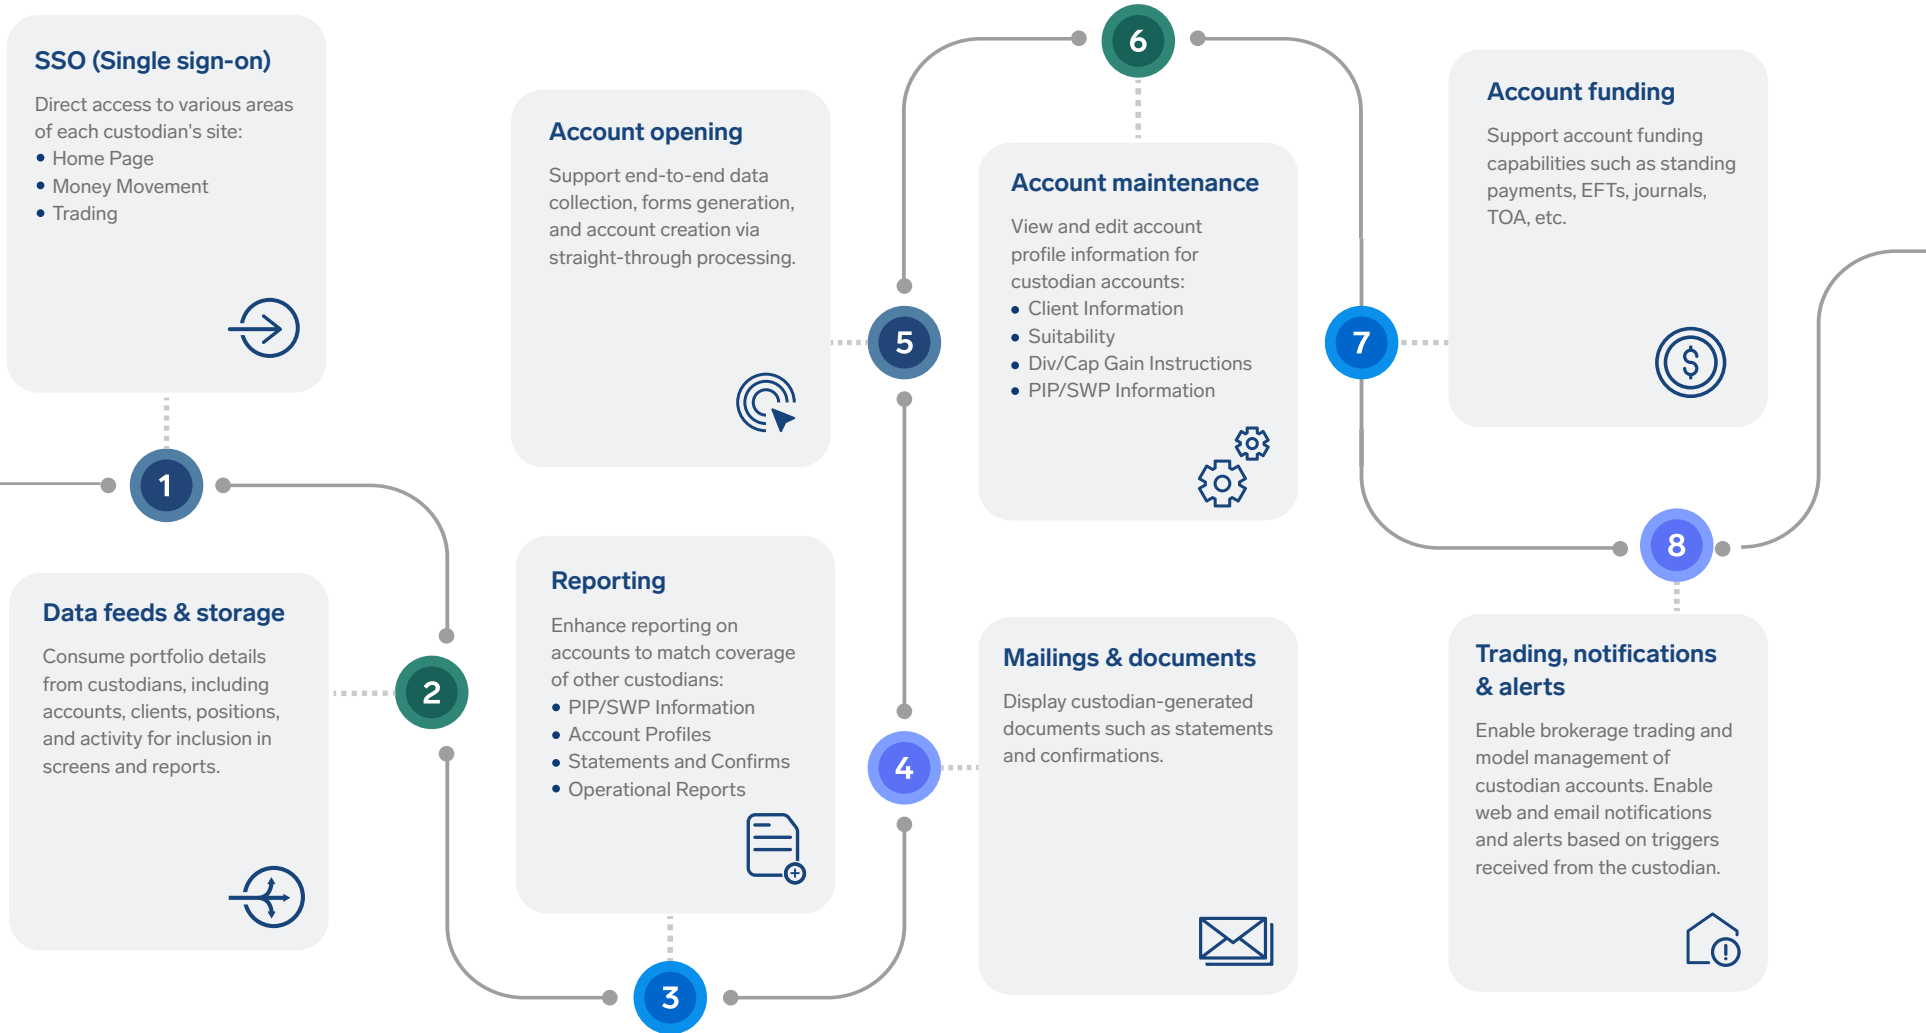 SSO (Single sign-on)
Direct access to various areas
of each custodian's site:
• Home Page
• Money Movement
• Trading
1
Data feeds & storage
Consume portfolio details
from custodians, including
accounts, clients, positions,
and activity for inclusion in
screens and reports.
2
Reporting
Enhance reporting on
accounts to match coverage
of other custodians:
• PIP/SWP Information
• Account Profiles
• Statements and Confirms
• Operational Reports
3
Mailings & documents
Display custodian-generated
documents such as statements
and confirmations.
4
Account opening
Support end-to-end data
collection, forms generation,
and account creation via
straight-through processing.
5
6
Account maintenance
View and edit account
profile information for
custodian accounts:
• Client Information
• Suitability
• Div/Cap Gain Instructions
• PIP/SWP Information
7
Account funding
Support account funding
capabilities such as standing
payments, EFTs, journals,
TOA, etc.
$
8
Trading, notifications
& alerts
Enable brokerage trading and
model management of
custodian accounts. Enable
web and email notifications
and alerts based on triggers
received from the custodian.